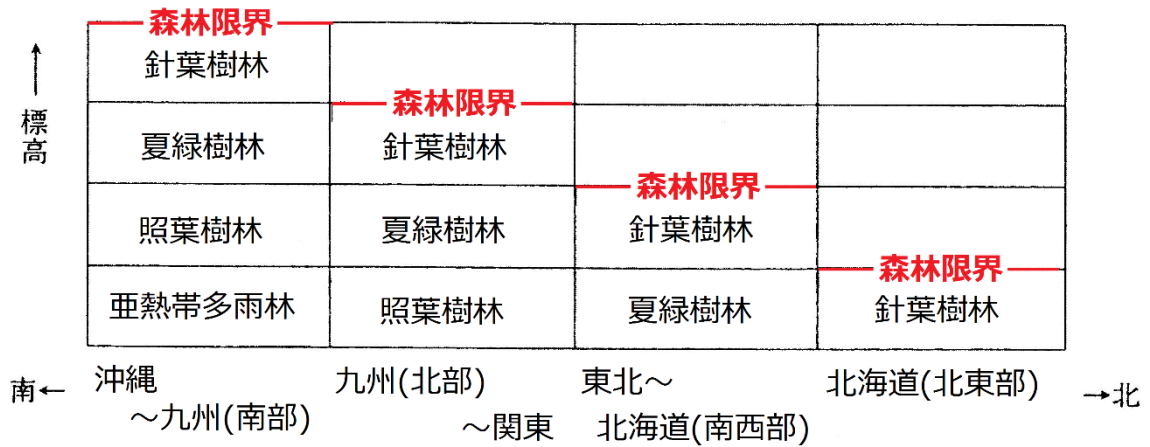 森林限界
針葉樹林
森林限界
夏緑樹林 針葉樹林
森林限界
照葉樹林 夏緑樹林 針葉樹林
森林限界
亜熱帯多雨林 照葉樹林 夏緑樹林 針葉樹林
↑
標高
南← 沖縄 九州(北部) 東北～ 北海道(北東部) →北
～九州(南部) ～関東 北海道(南西部)